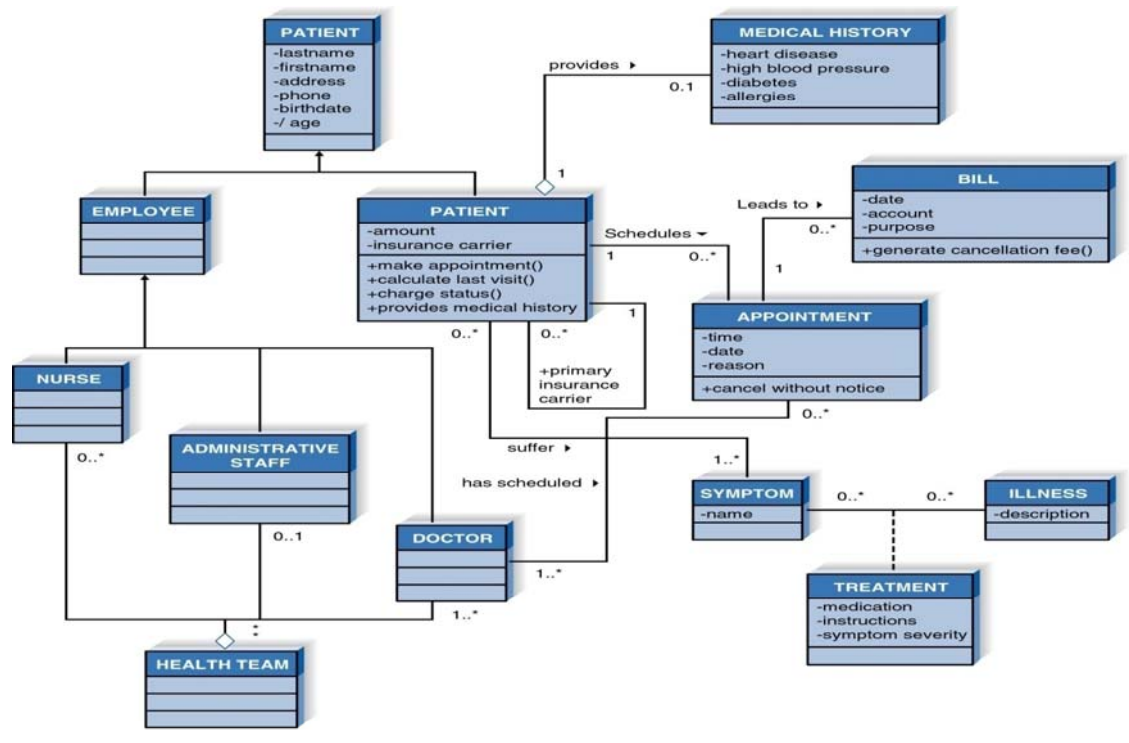 PATIENT
-lastname
-firstname
-address
-phone
-birthdate
-/ age
MEDICAL HISTORY
-heart disease
-high blood pressure
-diabetes
-allergies
provides
0.1
1
EMPLOYEE
PATIENT
-amount
-insurance carrier
+make appointment()
+calculate last visit()
+charge status()
+provides medical history
BILL
-date
-account
-purpose
+generate cancellation fee()
Leads to
0..*
1
Schedules
1
0..*
APPOINTMENT
-time
-date
-reason
+cancel without notice
0..*
0..*
0..*
1
+primary
insurance
carrier
NURSE
0..*
ADMINISTRATIVE
STAFF
0..1
suffer
1..*
has scheduled
DOCTOR
1..*
1..*
SYMPTOM
-name
0..*
0..*
ILLNESS
-description
TREATMENT
-medication
-instructions
-symptom severity
HEALTH TEAM